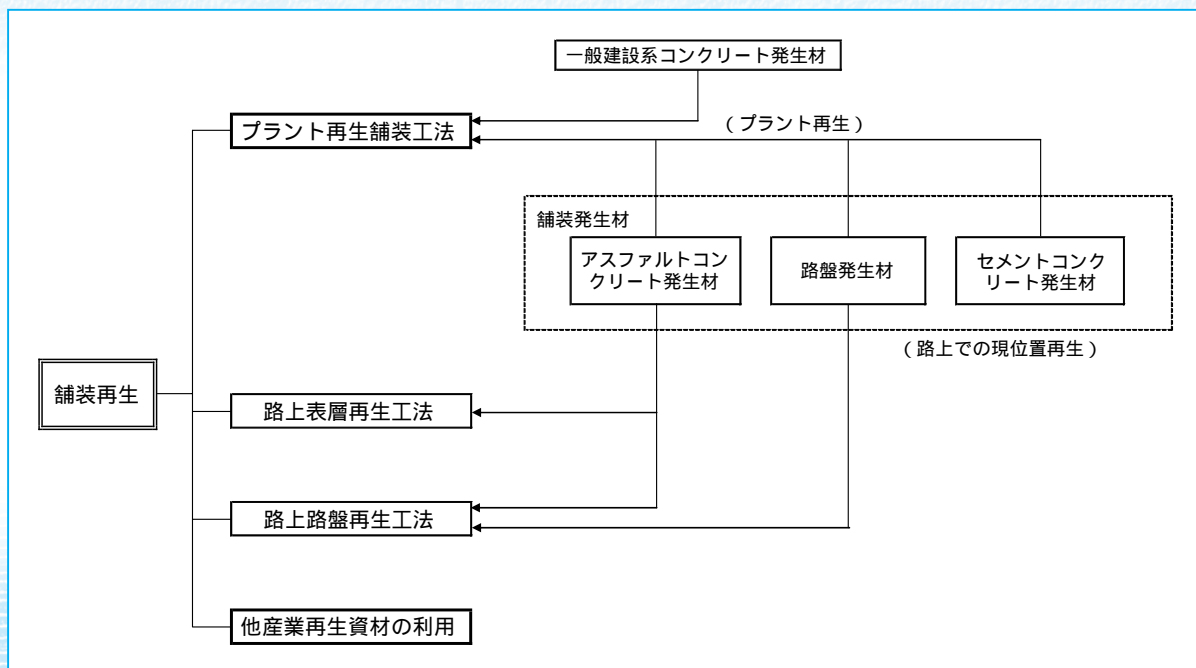 一般建設系コンクリート発生材
プラント再生舗装工法
（プラント再生）
舗装発生材
アスファルトコン
クリート発生材
路盤発生材
セメントコンク
リート発生材
（路上での現位置再生）
舗装再生
路上表層再生工法
路上路盤再生工法
他産業再生資材の利用